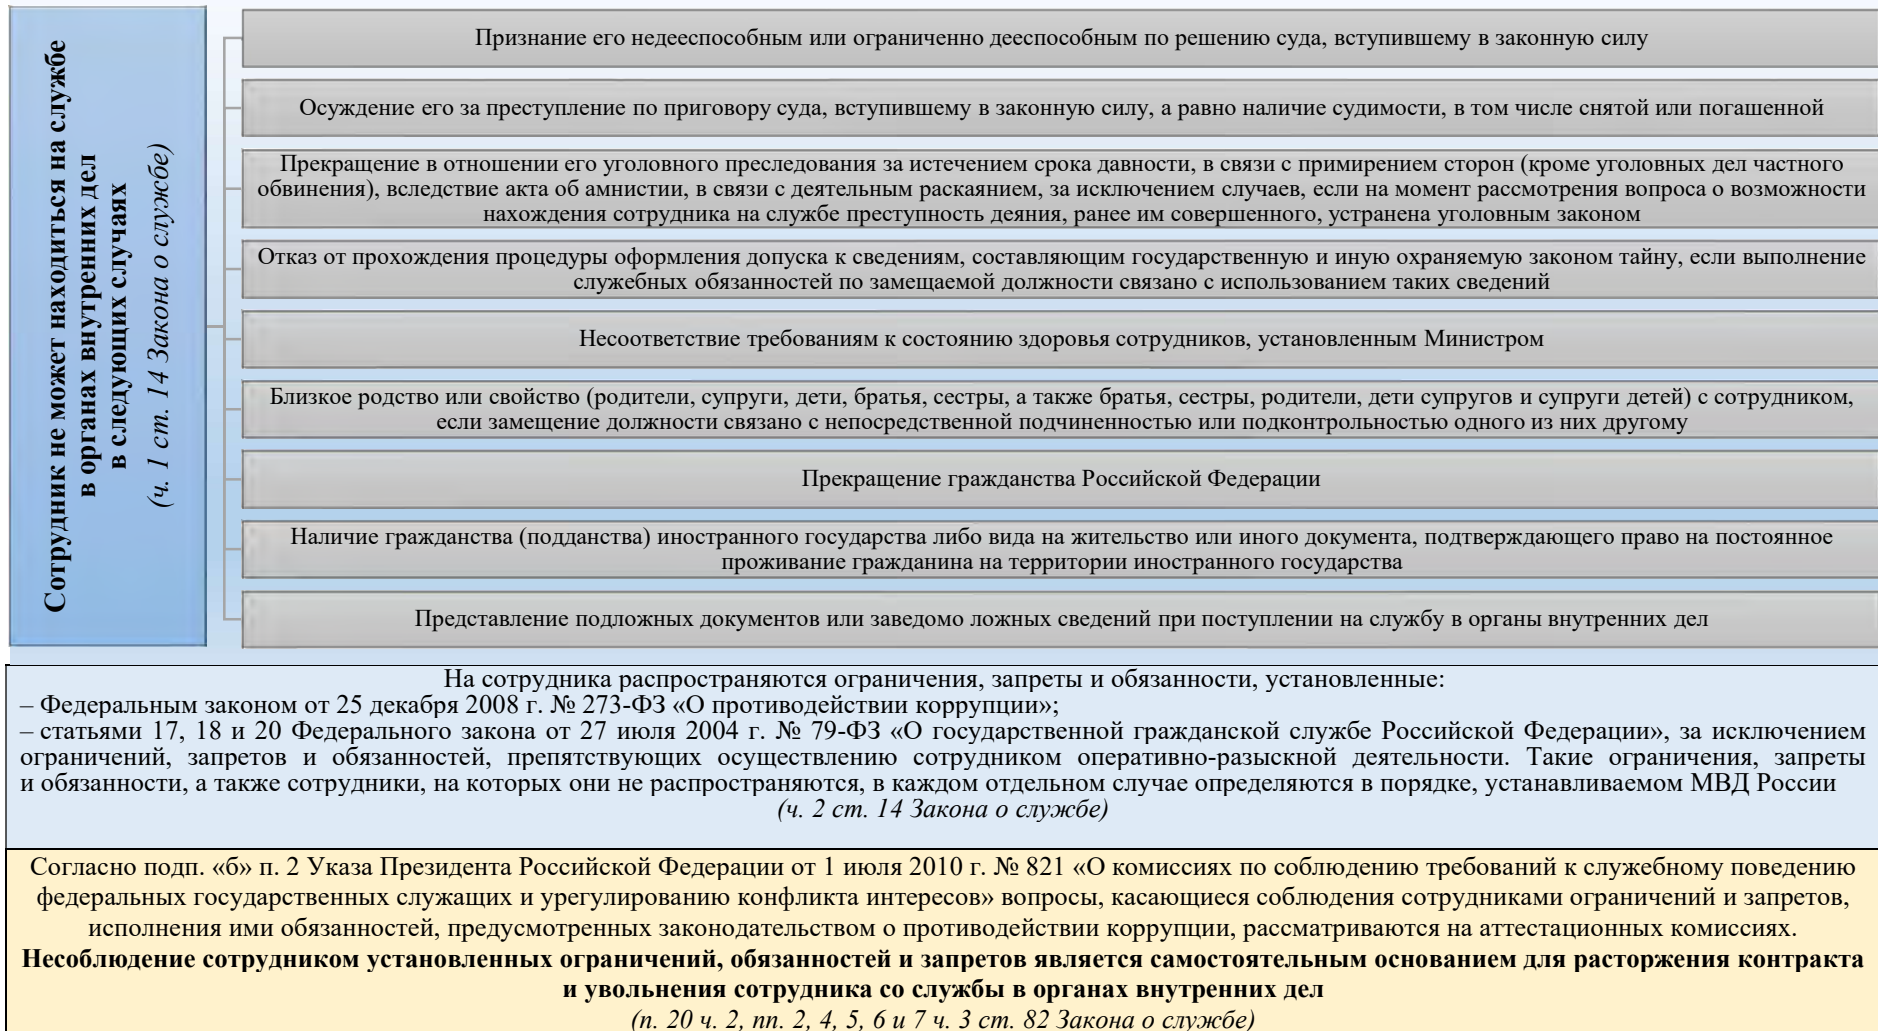 Сотрудник не может находиться на службе
в органах внутренних дел
в следующих случаях
(ч. 1 ст. 14 Закона о службе)
Признание его недееспособным или ограниченно дееспособным по решению суда, вступившему в законную силу
Осуждение его за преступление по приговору суда, вступившему в законную силу, а равно наличие судимости, в том числе снятой или погашенной
Прекращение в отношении его уголовного преследования за истечением срока давности, в связи с примирением сторон (кроме уголовных дел частного
обвинения), вследствие акта об амнистии, в связи с деятельным раскаянием, за исключением случаев, если на момент рассмотрения вопроса о возможности
нахождения сотрудника на службе преступность деяния, ранее им совершенного, устранена уголовным законом
Отказ от прохождения процедуры оформления допуска к сведениям, составляющим государственную и иную охраняемую законом тайну, если выполнение
служебных обязанностей по замещаемой должности связано с использованием таких сведений
Несоответствие требованиям к состоянию здоровья сотрудников, установленным Министром
Близкое родство или свойство (родители, супруги, дети, братья, сестры, а также братья, сестры, родители, дети супругов и супруги детей) с сотрудником,
если замещение должности связано с непосредственной подчиненностью или подконтрольностью одного из них другому
Прекращение гражданства Российской Федерации
Наличие гражданства (подданства) иностранного государства либо вида на жительство или иного документа, подтверждающего право на постоянное
проживание гражданина на территории иностранного государства
Представление подложных документов или заведомо ложных сведений при поступлении на службу в органы внутренних дел
На сотрудника распространяются ограничения, запреты и обязанности, установленные:
– Федеральным законом от 25 декабря 2008 г. № 273-ФЗ «О противодействии коррупции»;
– статьями 17, 18 и 20 Федерального закона от 27 июля 2004 г. № 79-ФЗ «О государственной гражданской службе Российской Федерации», за исключением
ограничений, запретов и обязанностей, препятствующих осуществлению сотрудником оперативно-разыскной деятельности. Такие ограничения, запреты
и обязанности, а также сотрудники, на которых они не распространяются, в каждом отдельном случае определяются в порядке, устанавливаемом МВД России
(ч. 2 ст. 14 Закона о службе)
Согласно подп. «б» п. 2 Указа Президента Российской Федерации от 1 июля 2010 г. № 821 «О комиссиях по соблюдению требований к служебному поведению
федеральных государственных служащих и урегулированию конфликта интересов» вопросы, касающиеся соблюдения сотрудниками ограничений и запретов,
исполнения ими обязанностей, предусмотренных законодательством о противодействии коррупции, рассматриваются на аттестационных комиссиях.
Несоблюдение сотрудником установленных ограничений, обязанностей и запретов является самостоятельным основанием для расторжения контракта
и увольнения сотрудника со службы в органах внутренних дел
(п. 20 ч. 2, пп. 2, 4, 5, 6 и 7 ч. 3 ст. 82 Закона о службе)